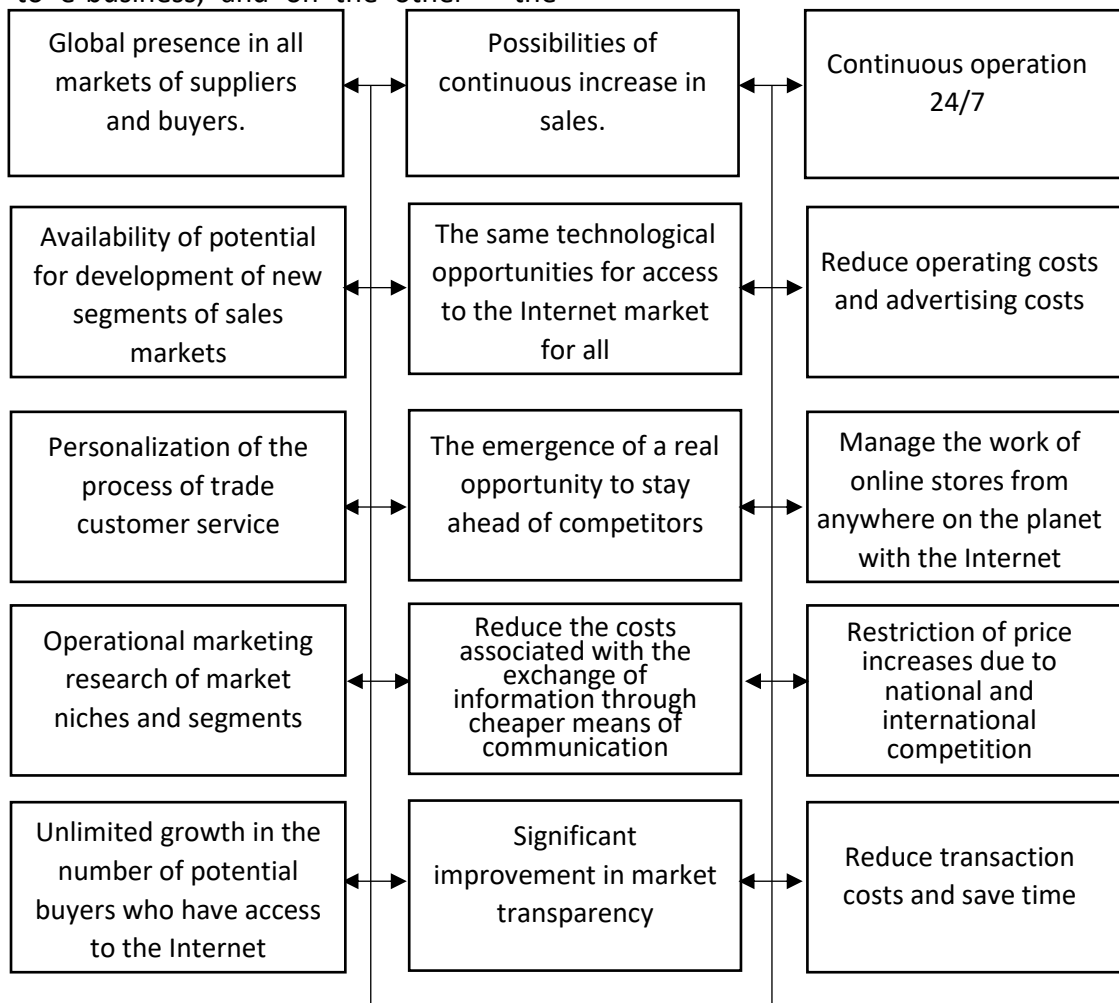 to e-business, and on the other – the
Global presence in all
markets of suppliers
and buyers.
Possibilities of
continuous increase in
sales.
Continuous operation
24/7
Availability of potential
for development of new
segments of sales
markets
The same technological
opportunities for access
to the Internet market
for all
Reduce operating costs
and advertising costs
Personalization of the
process of trade
customer service
The emergence of a real
opportunity to stay
ahead of competitors
Manage the work of
online stores from
anywhere on the planet
with the Internet
Operational marketing
research of market
niches and segments
Reduce the costs
associated with the
exchange of
information through
cheaper means of
communication
Restriction of price
increases due to
national and
international
competition
Unlimited growth in the
number of potential
buyers who have access
to the Internet
Significant
improvement in market
transparency
Reduce transaction
costs and save time